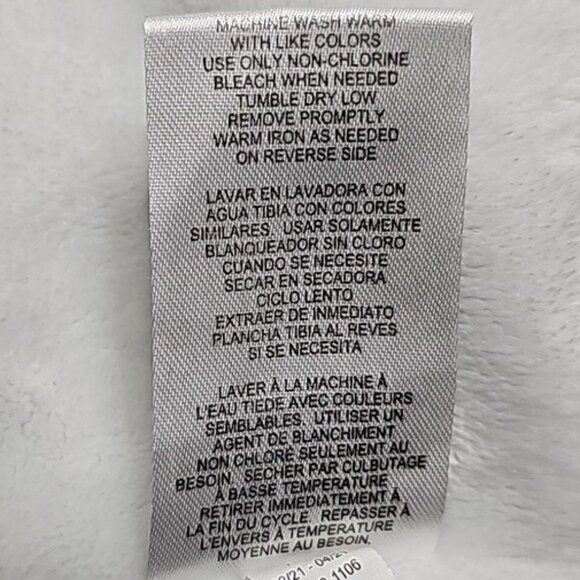 MACHINE WASH WARM
WITH LIKE COLORS
USE ONLY NON-CHLORINE
BLEACH WHEN NEEDED
TUMBLE DRY LOW
REMOVE PROMPTLY
WARM IRON AS NEEDED
ON REVERSE SIDE
LAVAR EN LAVADORA CON
AGUA TIBIA CON COLORES
SIMILARES. USAR SOLAMENTE
BLANQUEADOR SIN CLORO
CUANDO SE NECESITE
SECAR EN SECADORA
CICLO LENTO
EXTRAER DE INMEDIATO
PLANCHA TIBIA AL REVES
SI SE NECESITA
LAVER À LA MACHINE À
L'EAU TIEDE AVEC COULEURS
SEMBLABLES. UTILISER UN
AGENT DE BLANCHIMENT
NON CHLORÉ SEULEMENT AU
BESOIN. SÉCHER PAR CULBUTAGE
À BASSE TEMPÉRATURE
RETIRER IMMÉDIATEMENT À
LA FIN DU CYCLE. REPASSER À
L'ENVERS À TEMPÉRATURE
MOYENNE AU BESOIN.
1106